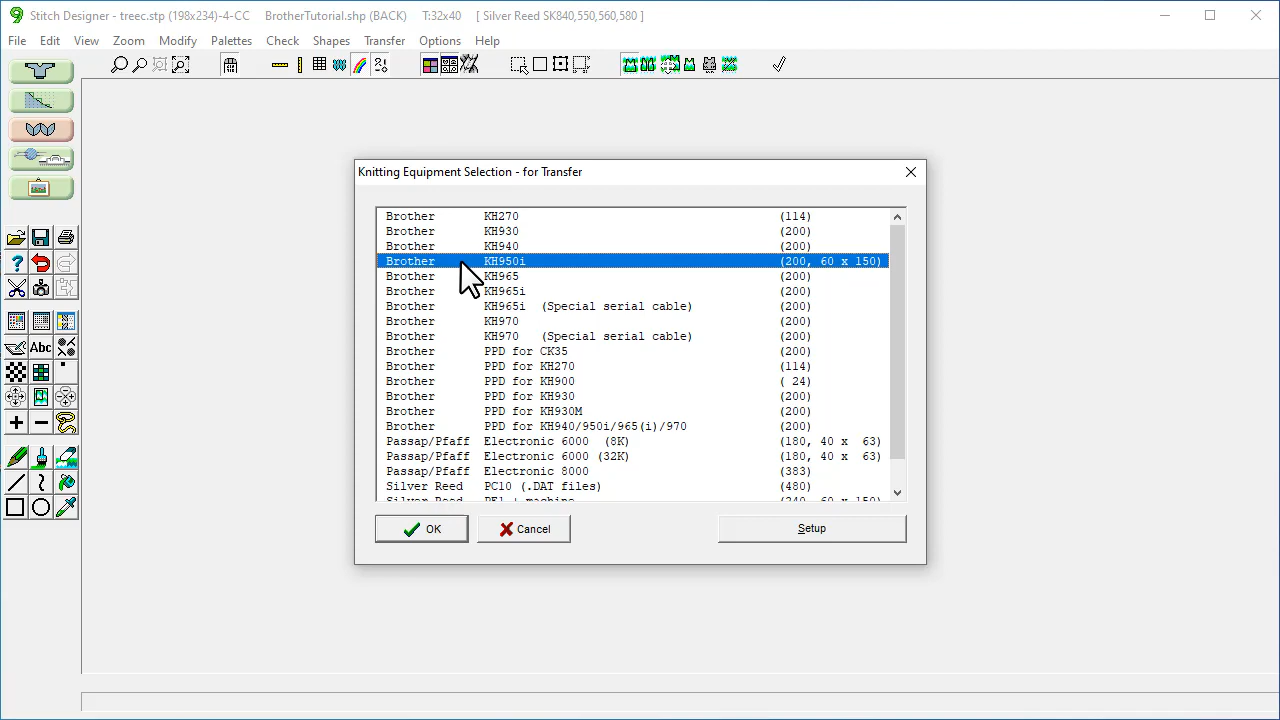 Stitch Designer - treec.stp (198x234)-4-CC BrotherTutorial.shp (BACK) T:32x40 [ Silver Reed SK840,550,560,580 ]
File Edit View Zoom Modify Palettes Check Shapes Transfer Options Help
Knitting Equipment Selection - for Transfer
Brother KH270 (114)
Brother KH930 (200)
Brother KH940 (200)
Brother KH950i (200, 60 x 150)
Brother KH965 (200)
Brother KH965i (200)
Brother KH965i (Special serial cable) (200)
Brother KH970 (200)
Brother KH970 (Special serial cable) (200)
Brother PPD for CK35 (200)
Brother PPD for KH270 (114)
Brother PPD for KH900 ( 24)
Brother PPD for KH930 (200)
Brother PPD for KH930M (200)
Brother PPD for KH940/950i/965(i)/970 (200)
Passap/Pfaff Electronic 6000 (8K) (180, 40 x 63)
Passap/Pfaff Electronic 6000 (32K) (180, 40 x 63)
Passap/Pfaff Electronic 8000 (383)
Silver Reed PC10 (.DAT files) (480)
Abc
OK Cancel Setup